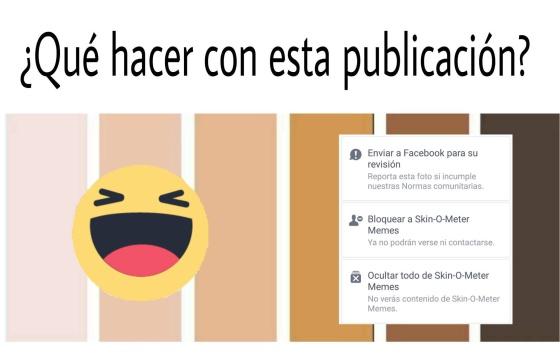 ¿Qué hacer con esta publicación?
Enviar a Facebook para su
revisión
Reporta esta foto si incumple
nuestras Normas comunitarias.
Bloquear a Skin-O-Meter
Memes
Ya no podrán verse ni contactarse.
Ocultar todo de Skin-O-Meter
Memes
No verás contenido de Skin-O-Meter
Memes.